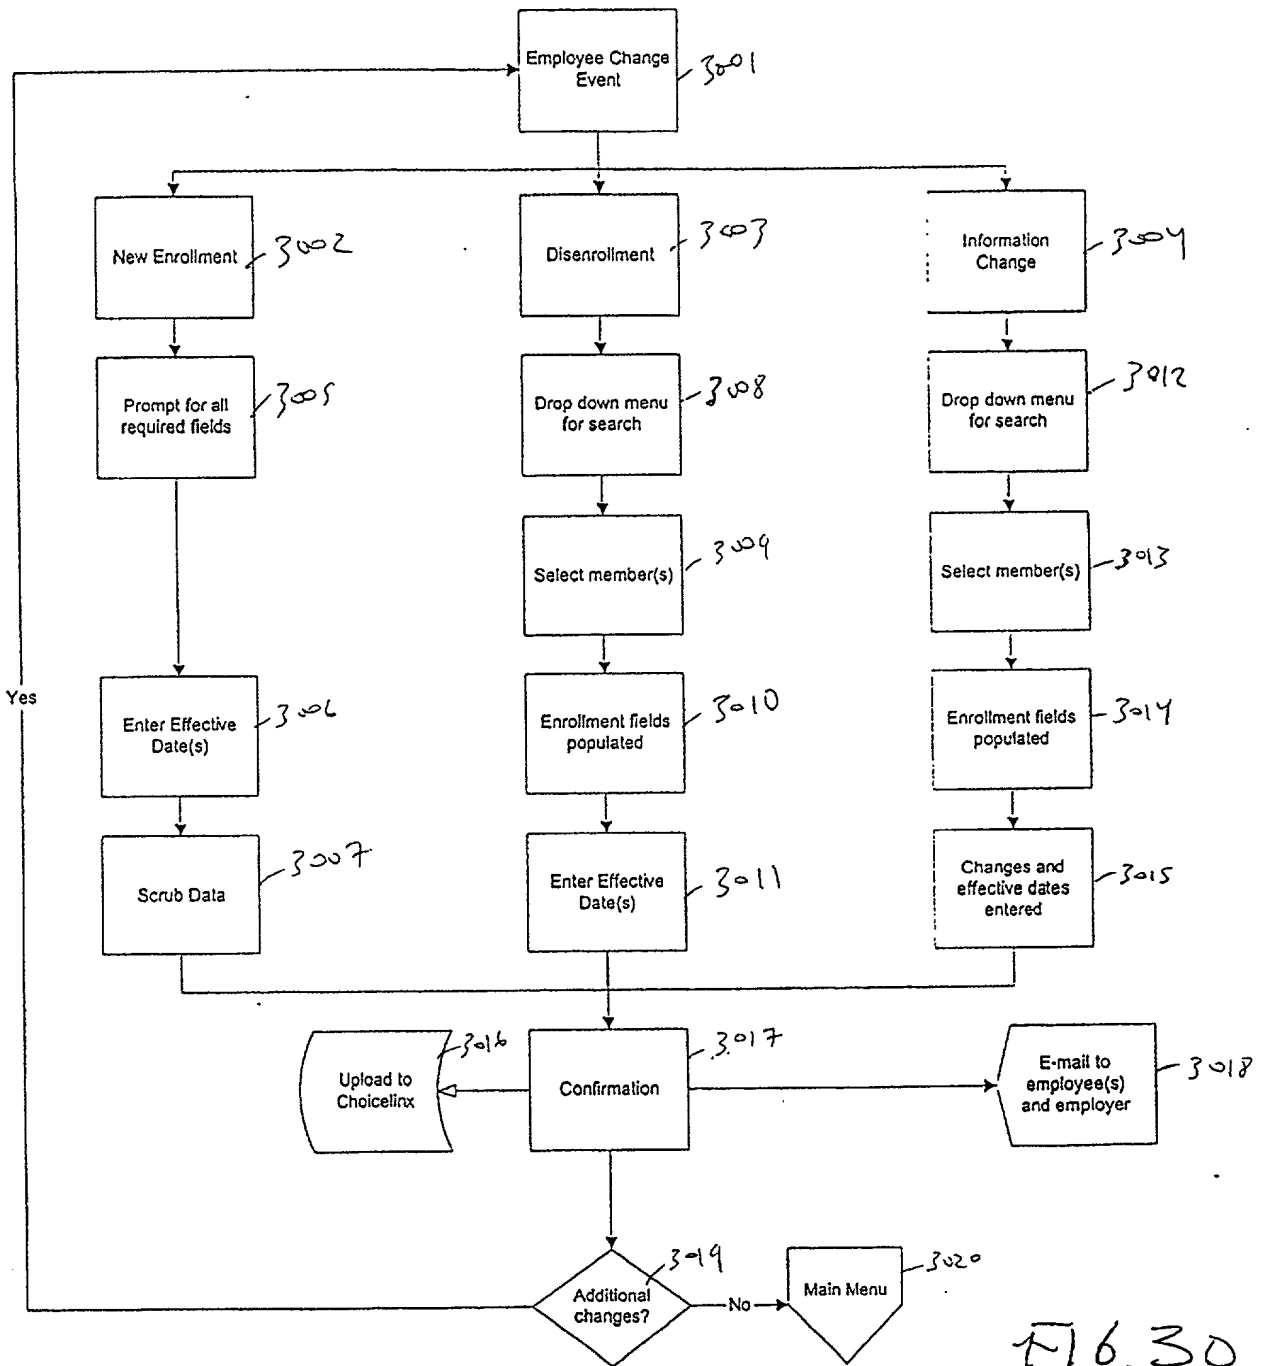 Employee Change
Event
3001
New Enrollment
3002
Disenrollment
3003
Information
Change
3004
Prompt for all
required fields
3005
Drop down menu
for search
3008
Drop down menu
for search
3012
Select member(s)
3009
Select member(s)
3013
Yes
Enter Effective
Date(s)
3006
Enrollment fields
populated
3010
Enrollment fields
populated
3014
Scrub Data
3007
Enter Effective
Date(s)
3011
Changes and
effective dates
entered
3015
Upload to
Choicelinx
3016
Confirmation
3017
E-mail to
employee(s)
and employer
3018
Additional
changes?
3019
No
Main Menu
3020
FIG. 30